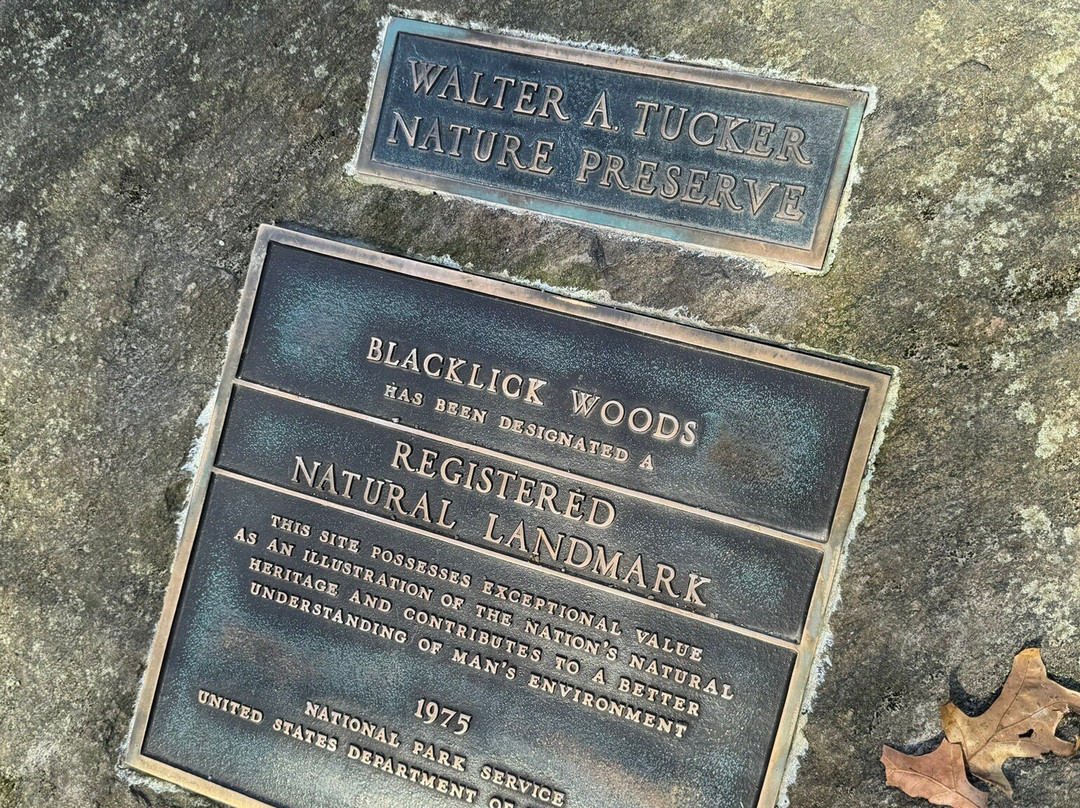 WALTER A. TUCKER
NATURE PRESERVE
BLACKLICK WOODS
HAS BEEN DESIGNATED A
REGISTERED
NATURAL LANDMARK
THIS SITE POSSESSES EXCEPTIONAL VALUE
AS AN ILLUSTRATION OF THE NATION'S NATURAL
HERITAGE AND CONTRIBUTES TO A BETTER
UNDERSTANDING OF MAN'S ENVIRONMENT
1975
NATIONAL PARK SERVICE
UNITED STATES DEPARTMENT OF